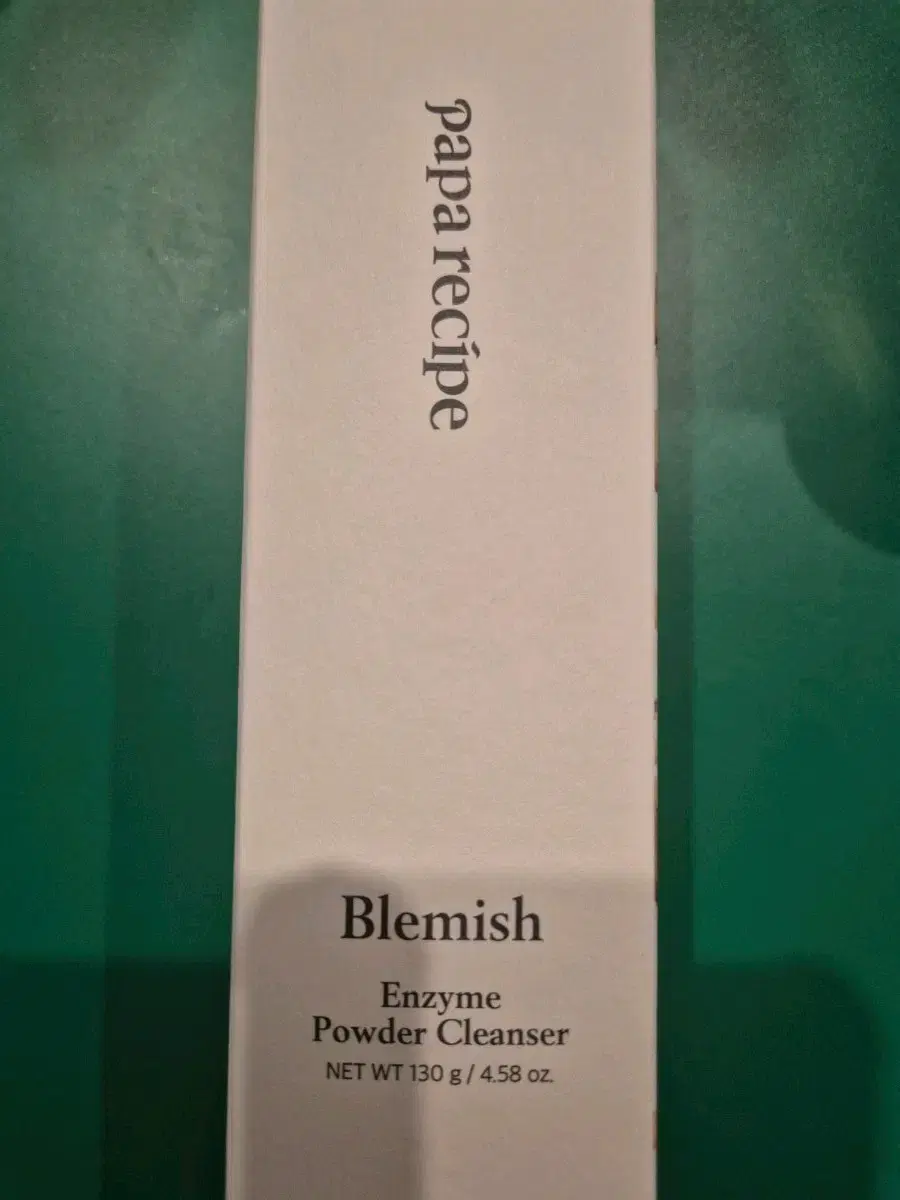 papa recipe
Blemish
Enzyme
Powder Cleanser
NET WT 130 g / 4.58 oz.